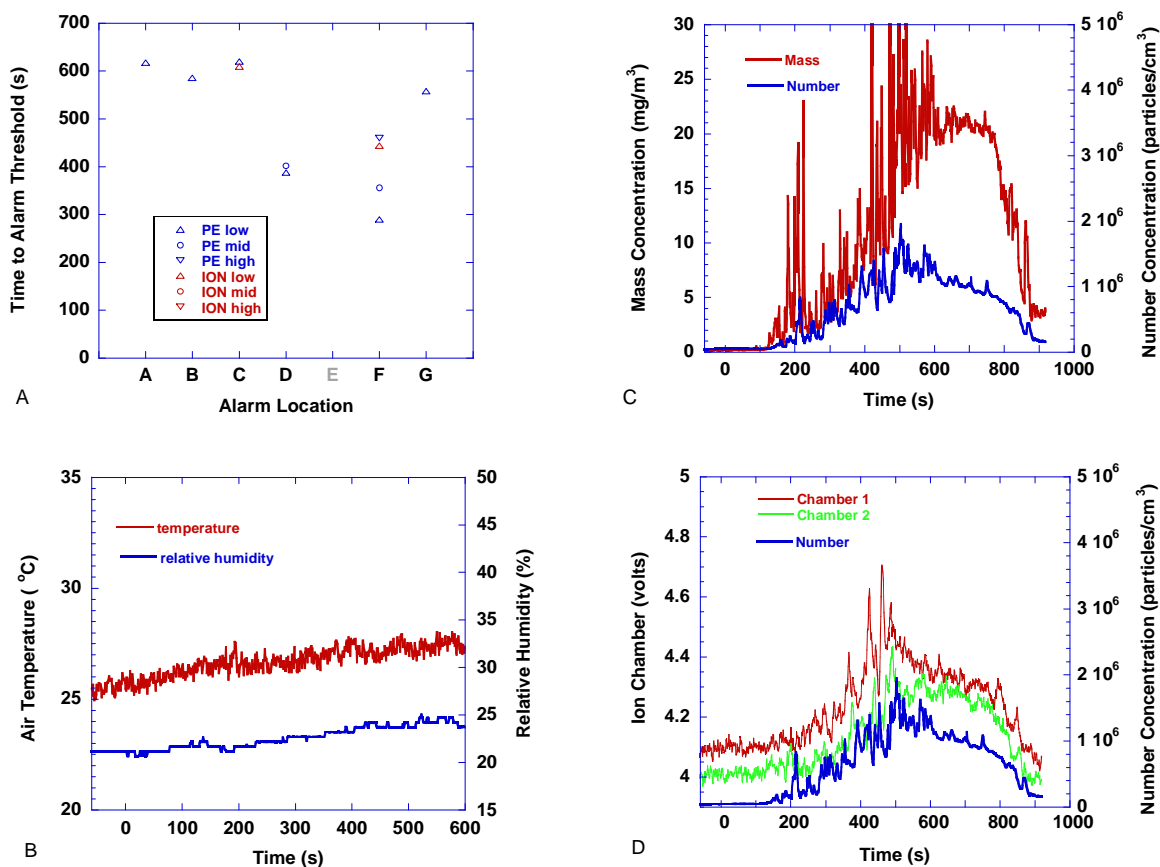 700
600
500
400
300
200
100
0
Time to Alarm Threshold (s)
PE low
PE mid
PE high
ION low
ION mid
ION high
A B C D E F G
Alarm Location
A
30
25
20
15
10
5
0
Mass Concentration (mg/m³)
Mass
Number
5 10⁶
4 10⁶
3 10⁶
2 10⁶
1 10⁶
0
Number Concentration (particles/cm³)
0 200 400 600 800 1000
Time (s)
C
35
33
30
28
25
23
20
Air Temperature ( °C)
temperature
relative humidity
50
45
40
35
30
25
20
15
Relative Humidity (%)
0 100 200 300 400 500 600
Time (s)
B
5
4.8
4.6
4.4
4.2
4
Ion Chamber (volts)
Chamber 1
Chamber 2
Number
5 10⁶
4 10⁶
3 10⁶
2 10⁶
1 10⁶
0
Number Concentration (particles/cm³)
0 200 400 600 800 1000
Time (s)
D